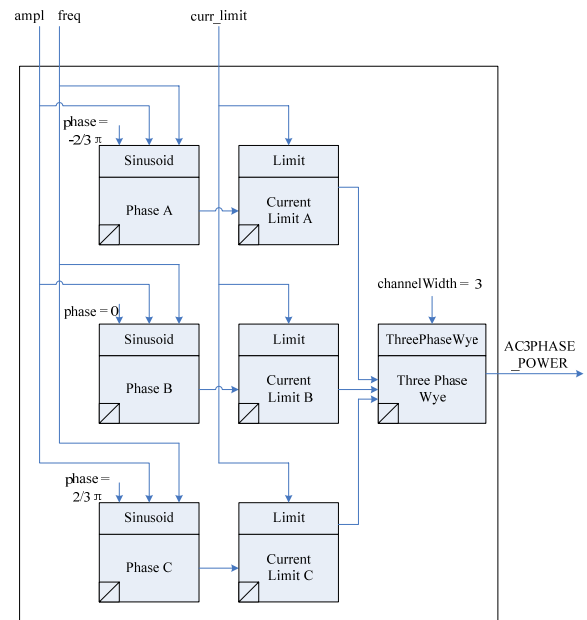 ampl freq curr_limit
phase =
-2/3 π
Sinusoid
Phase A
Limit
Current
Limit A
channelWidth = 3
phase = 0
Sinusoid
Phase B
Limit
Current
Limit B
ThreePhaseWye
Three Phase
Wye
AC3PHASE
_POWER
phase =
2/3 π
Sinusoid
Phase C
Limit
Current
Limit C